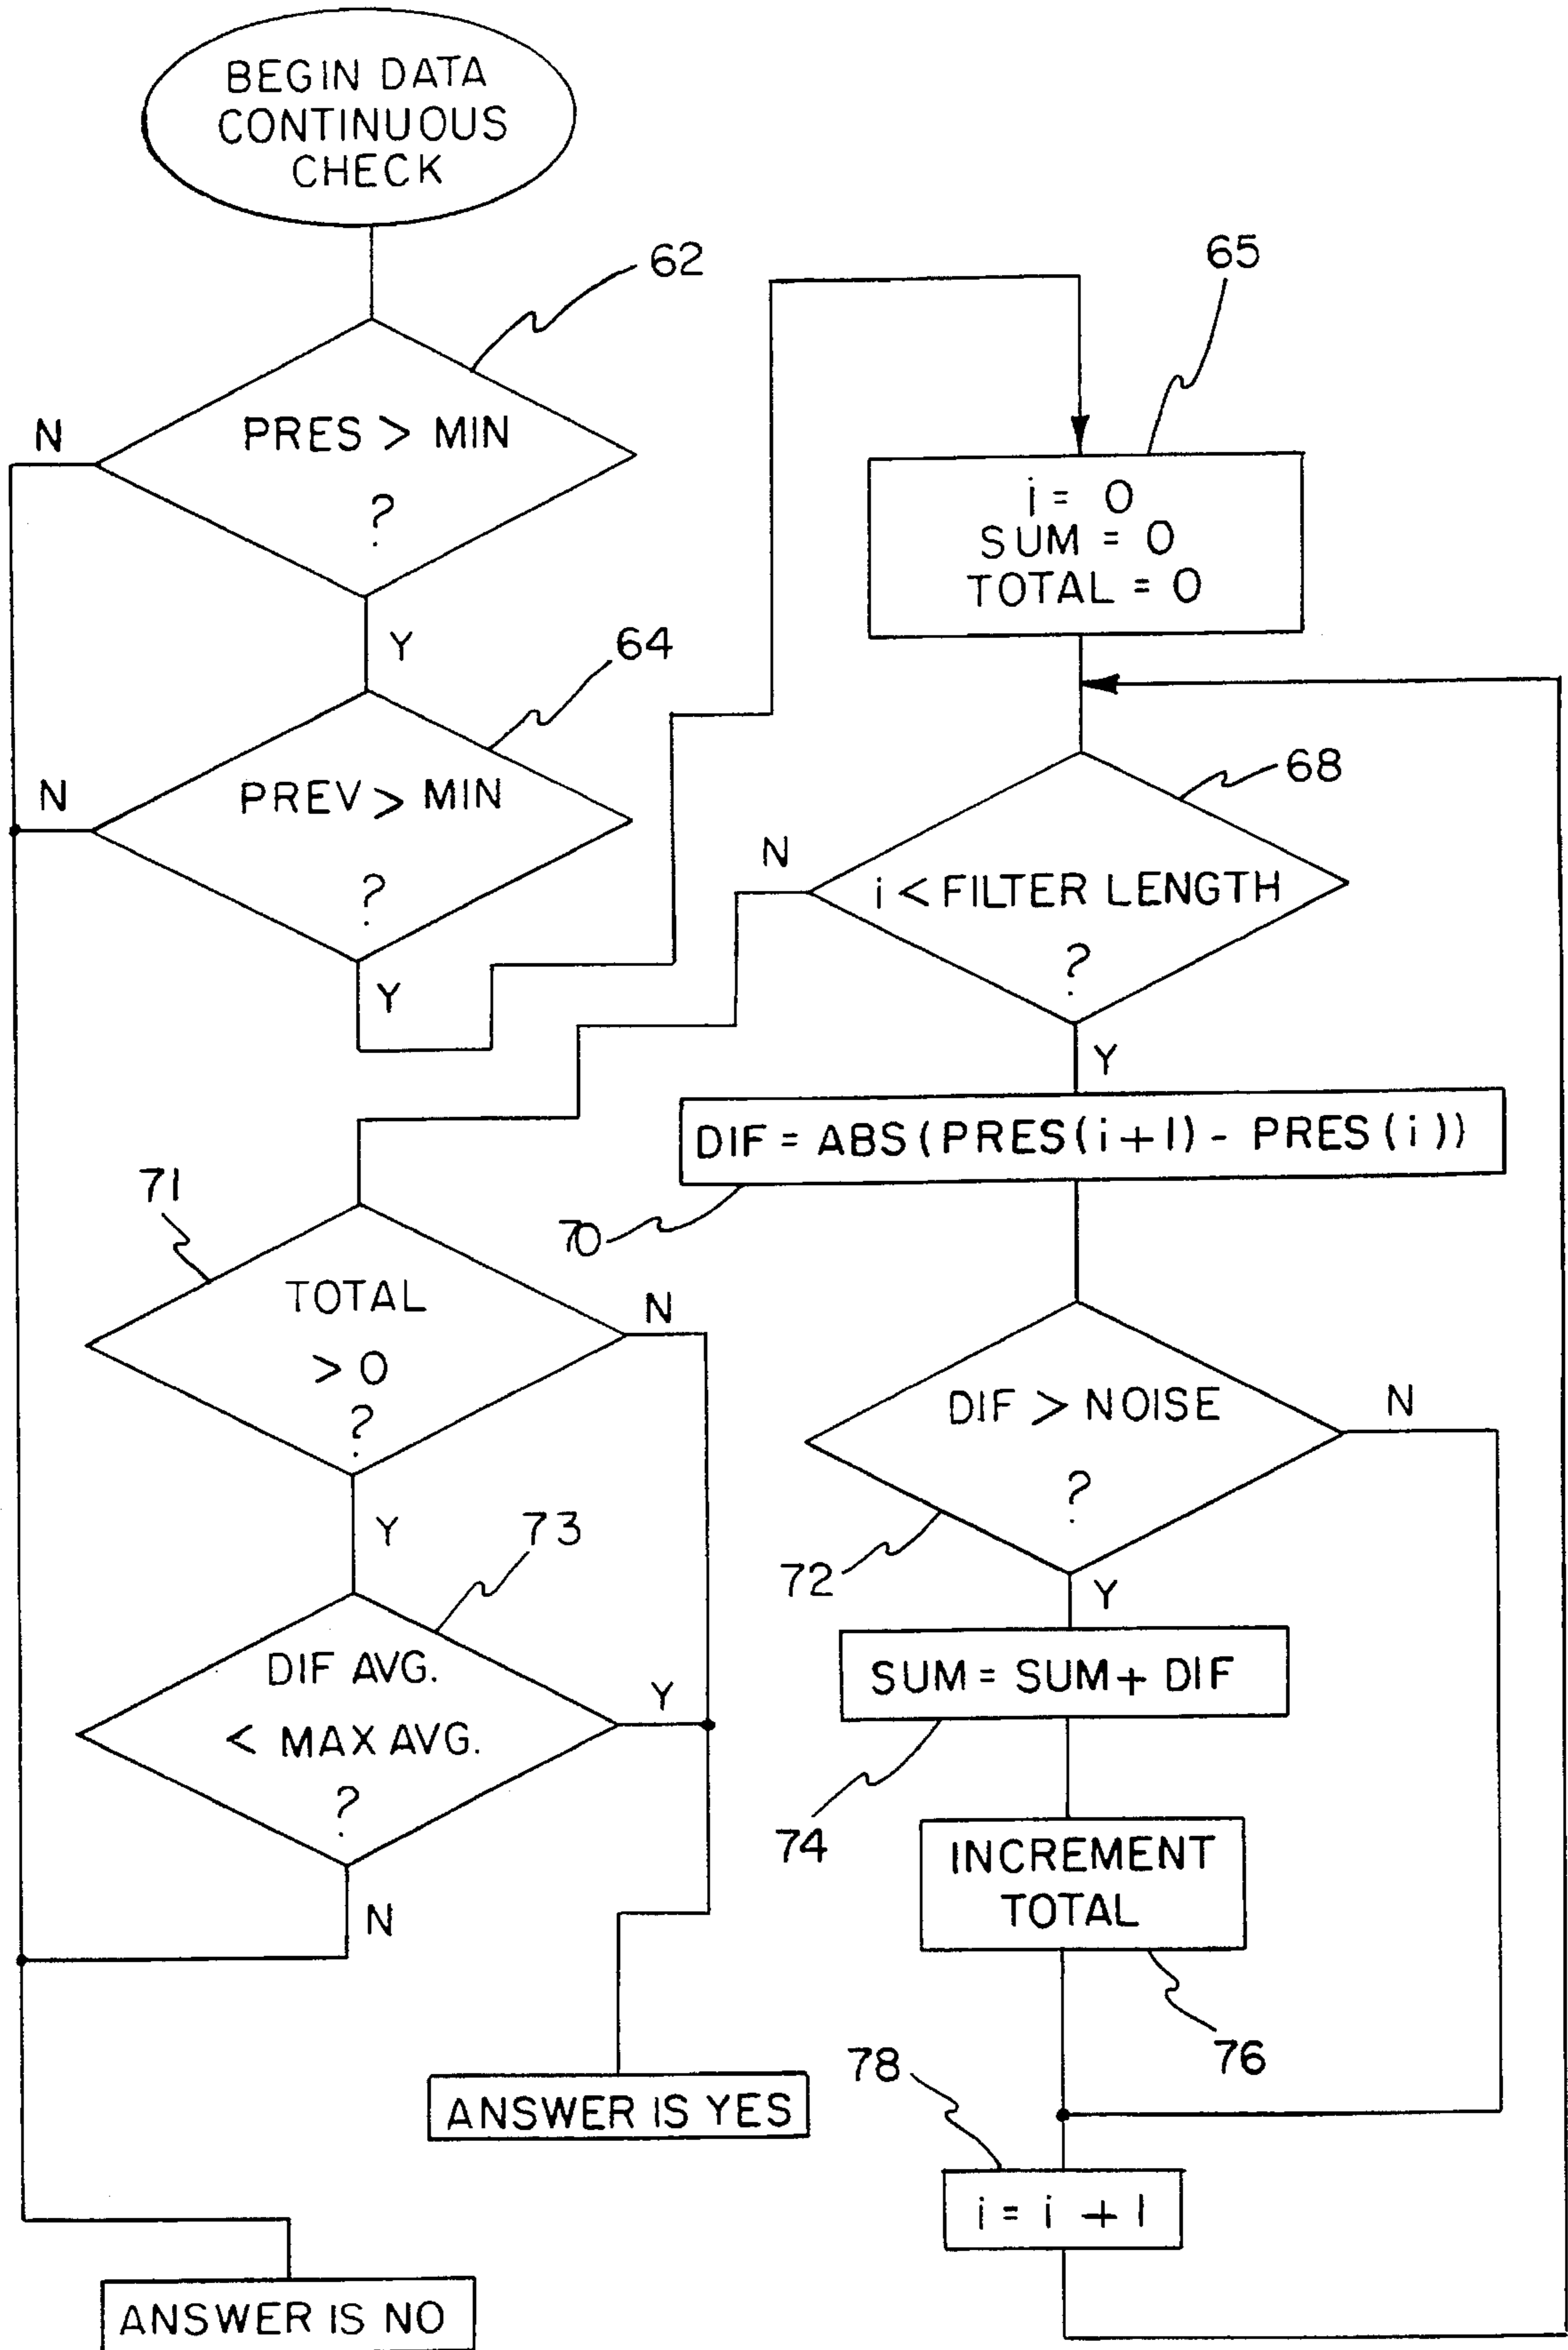 BEGIN DATA
CONTINUOUS
CHECK
62
PRES > MIN
?
N
Y
64
PREV > MIN
?
N
Y
65
i = 0
SUM = 0
TOTAL = 0
68
N
i < FILTER LENGTH
?
Y
DIF = ABS(PRES(i+1) - PRES(i))
70
71
TOTAL
> 0
?
N
Y
DIF > NOISE
?
N
72
Y
73
DIF AVG.
< MAX AVG.
?
Y
N
SUM = SUM + DIF
74
INCREMENT
TOTAL
76
78
i = i + 1
ANSWER IS YES
ANSWER IS NO